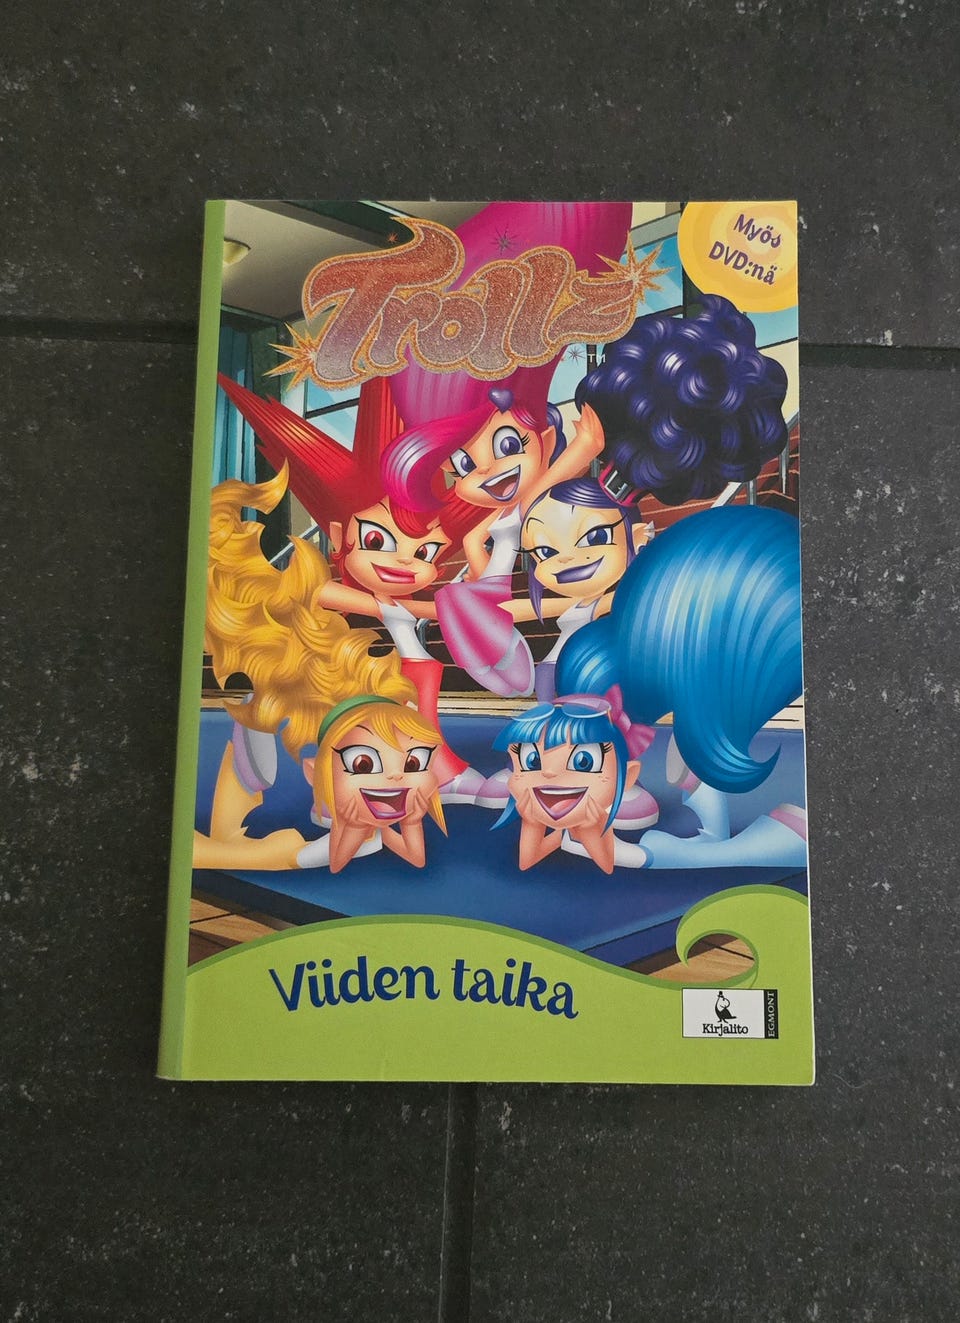 Myös
DVD:nä
Trollz
TM
Viiden taika
Kirjalito
EGMONT